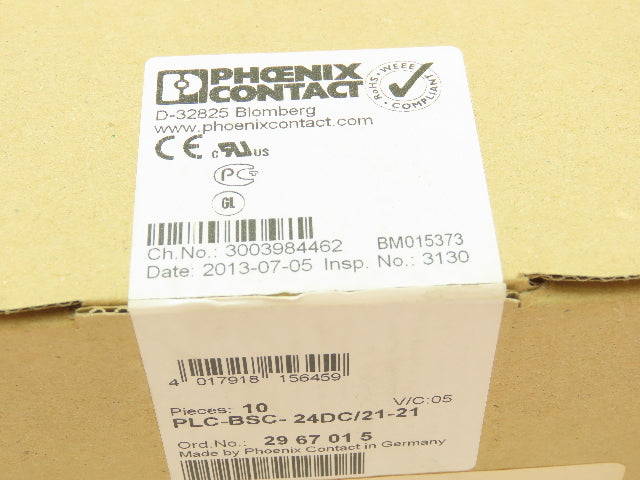 PHŒNIX
CONTACT
RoHS • WEEE • COMPLIANT
D-32825 Blomberg
www.phoenixcontact.com
CE c RU US
PC
GL
Ch.No.: 3003984462 BM015373
Date: 2013-07-05 Insp. No.: 3130
4 017918 156459
Pieces: 10 V/C:05
PLC-BSC- 24DC/21-21
Ord.No.: 29 67 01 5
Made by Phoenix Contact in Germany